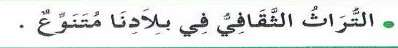 • التُّرَاثُ الثَّقَافِيُّ فِي بِلَادِنَا مُتَنَوِّعٌ .